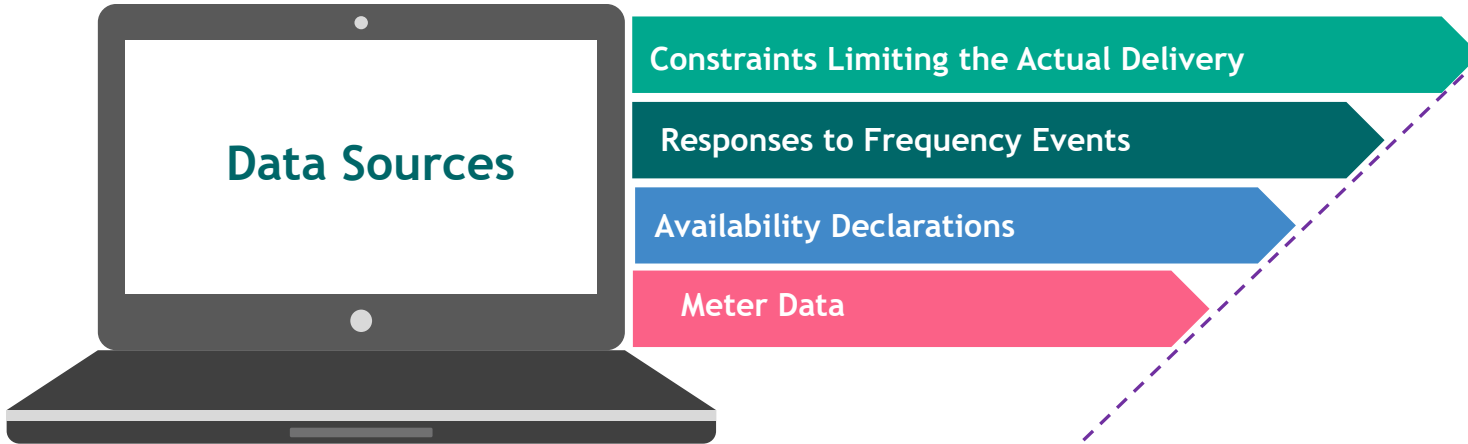 Data Sources
Constraints Limiting the Actual Delivery
Responses to Frequency Events
Availability Declarations
Meter Data